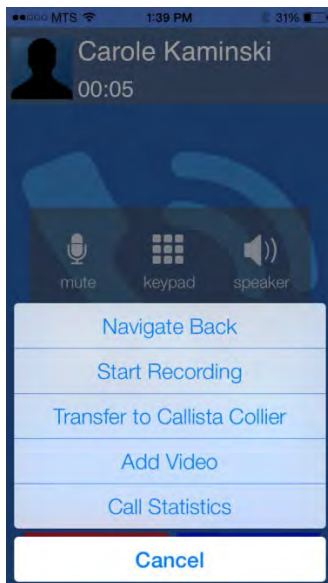 MTS 1:39 PM 31%
Carole Kaminski
00:05
mute keypad speaker
Navigate Back
Start Recording
Transfer to Callista Collier
Add Video
Call Statistics
Cancel